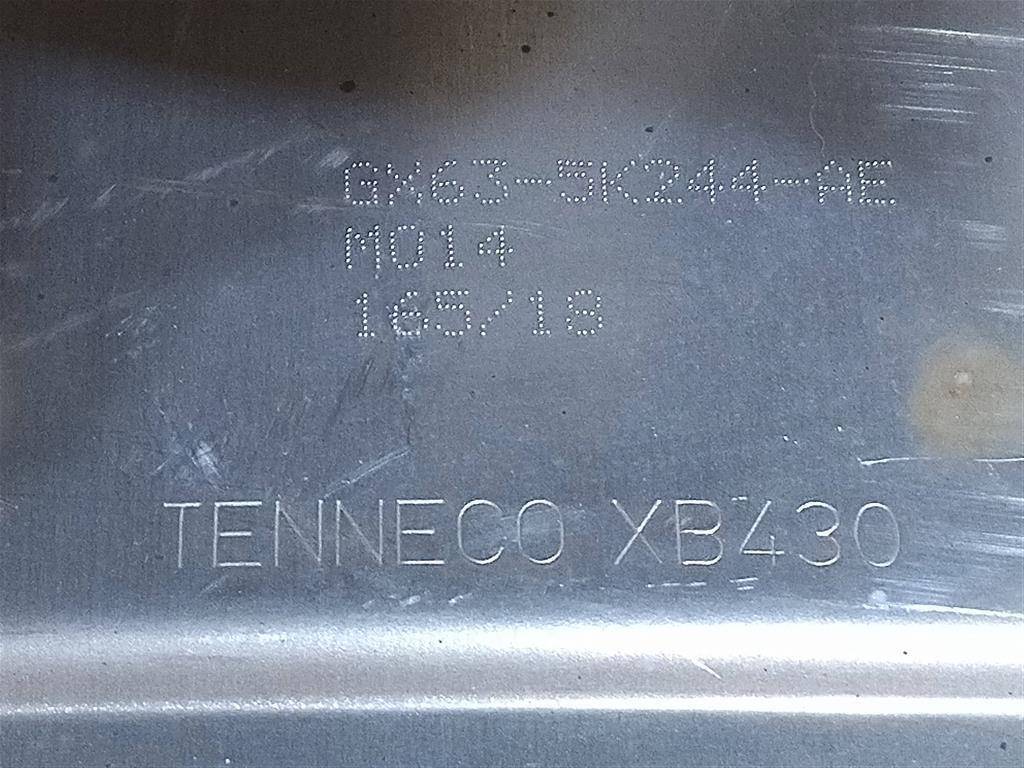 GX63-5K244-AE
M014
165/18
TENNECO XB430